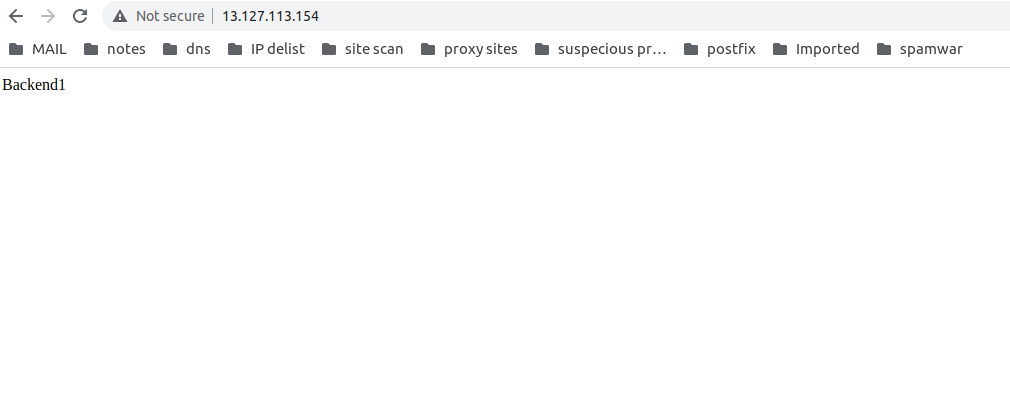 Not secure 13.127.113.154
MAIL notes dns IP delist site scan proxy sites suspecious pr... postfix Imported spamwar
Backend1